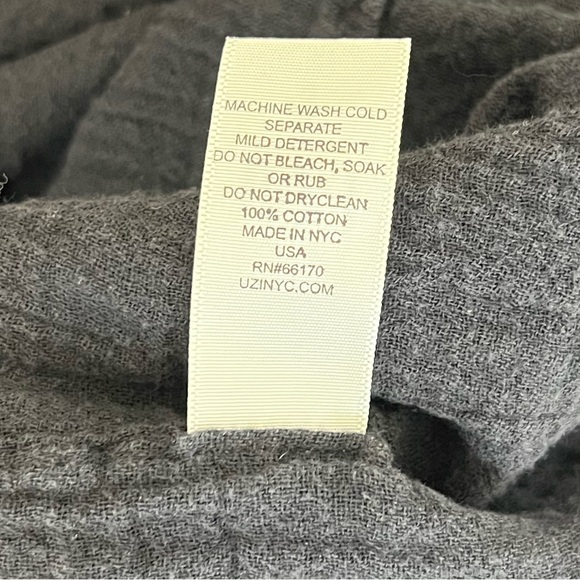 MACHINE WASH COLD
SEPARATE
MILD DETERGENT
DO NOT BLEACH, SOAK
OR RUB
DO NOT DRYCLEAN
100% COTTON
MADE IN NYC
USA
RN#66170
UZINYC.COM